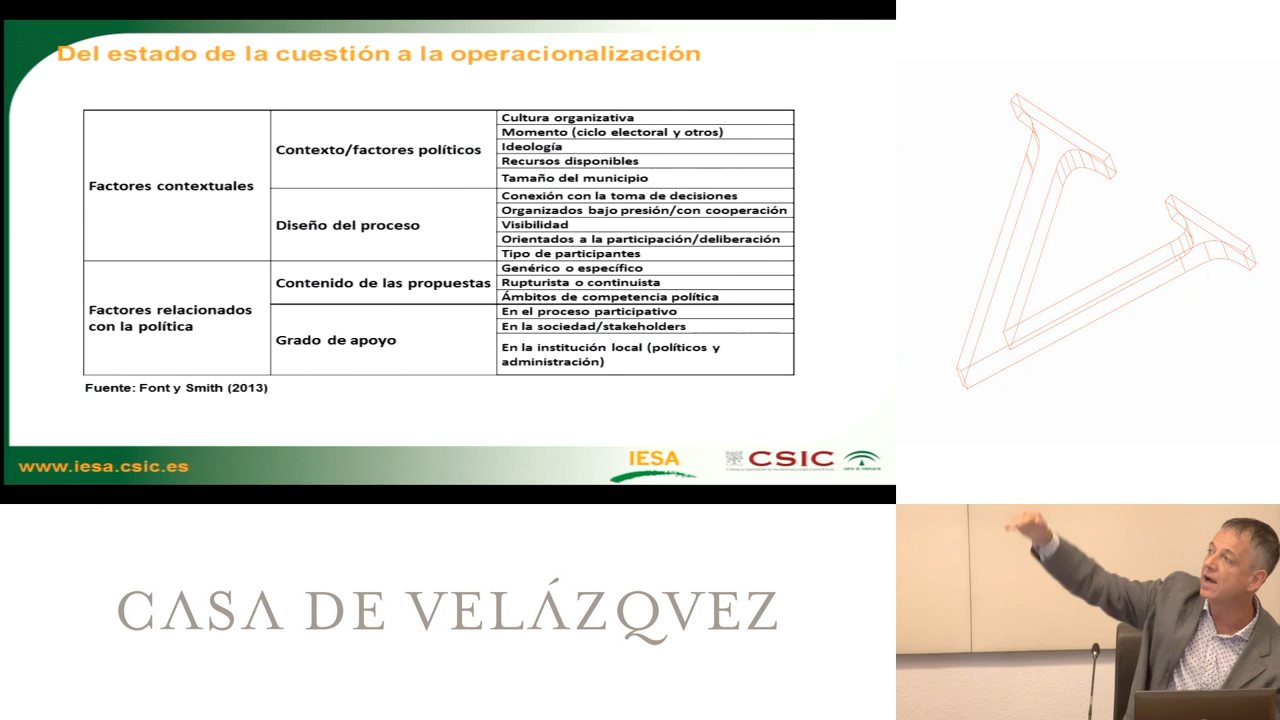 Del estado de la cuestión a la operacionalización
Factores contextuales
Contexto/factores políticos
Cultura organizativa
Momento (ciclo electoral y otros)
Ideología
Recursos disponibles
Tamaño del municipio
Diseño del proceso
Conexión con la toma de decisiones
Organizados bajo presión/con cooperación
Visibilidad
Orientados a la participación/deliberación
Tipo de participantes
Factores relacionados
con la política
Contenido de las propuestas
Genérico o específico
Rupturista o continuista
Ámbitos de competencia política
Grado de apoyo
En el proceso participativo
En la sociedad/stakeholders
En la institución local (políticos y
administración)
Fuente: Font y Smith (2013)
www.iesa.csic.es
IESA
CSIC
CASA DE VELÁZQVEZ